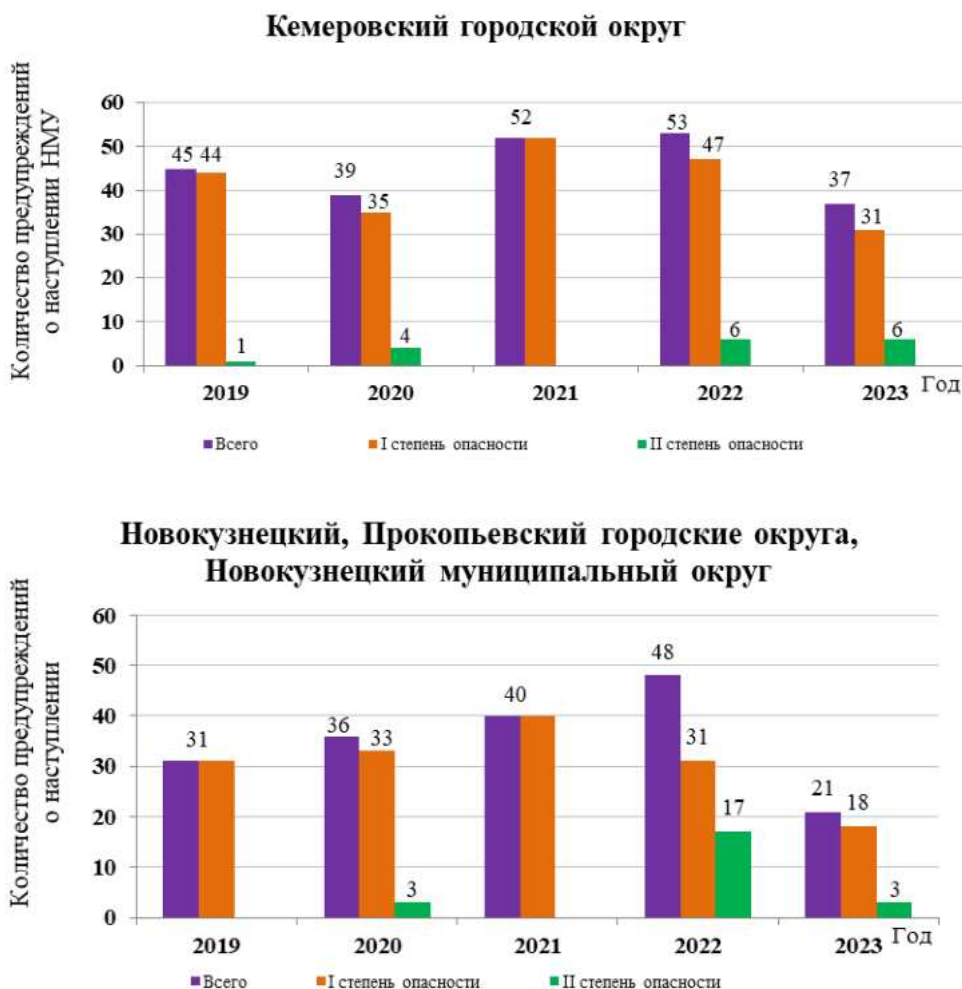 Кемеровский городской округ
Количество предупреждений
о наступлении НМУ
60
50
40
30
20
10
0
45 44 1
39 35 4
52
53 47 6
37 31 6
2019 2020 2021 2022 2023 Год
Всего I степень опасности II степень опасности
Новокузнецкий, Прокопьевский городские округа,
Новокузнецкий муниципальный округ
Количество предупреждений
о наступлении
60
50
40
30
20
10
0
31
36 33 3
40
48 31 17
21 18 3
2019 2020 2021 2022 2023 Год
Всего I степень опасности II степень опасности